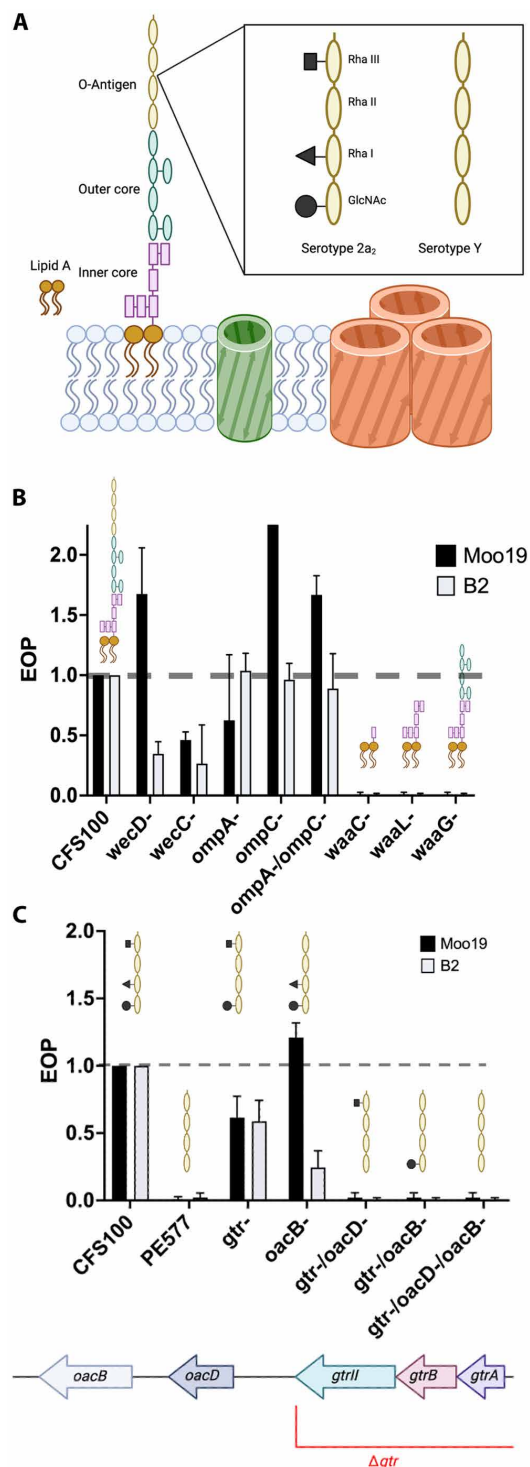 A
O-Antigen
Outer core
Lipid A
Inner core
Rha III
Rha II
Rha I
GlcNAc
Serotype 2a₂
Serotype Y
B
EOP
2.0
1.5
1.0
0.5
0.0
Moo19
B2
CFS100
wecD-
wecC-
ompA-
ompC-
ompA-/ompC-
waaC-
waaL-
waaG-
C
EOP
2.0
1.5
1.0
0.5
0.0
Moo19
B2
CFS100
PE577
gtr-
oacB-
gtr-/oacD-
gtr-/oacB-
gtr-/oacD-/oacB-
oacB
oacD
gtrII
gtrB
gtrA
Δgtr